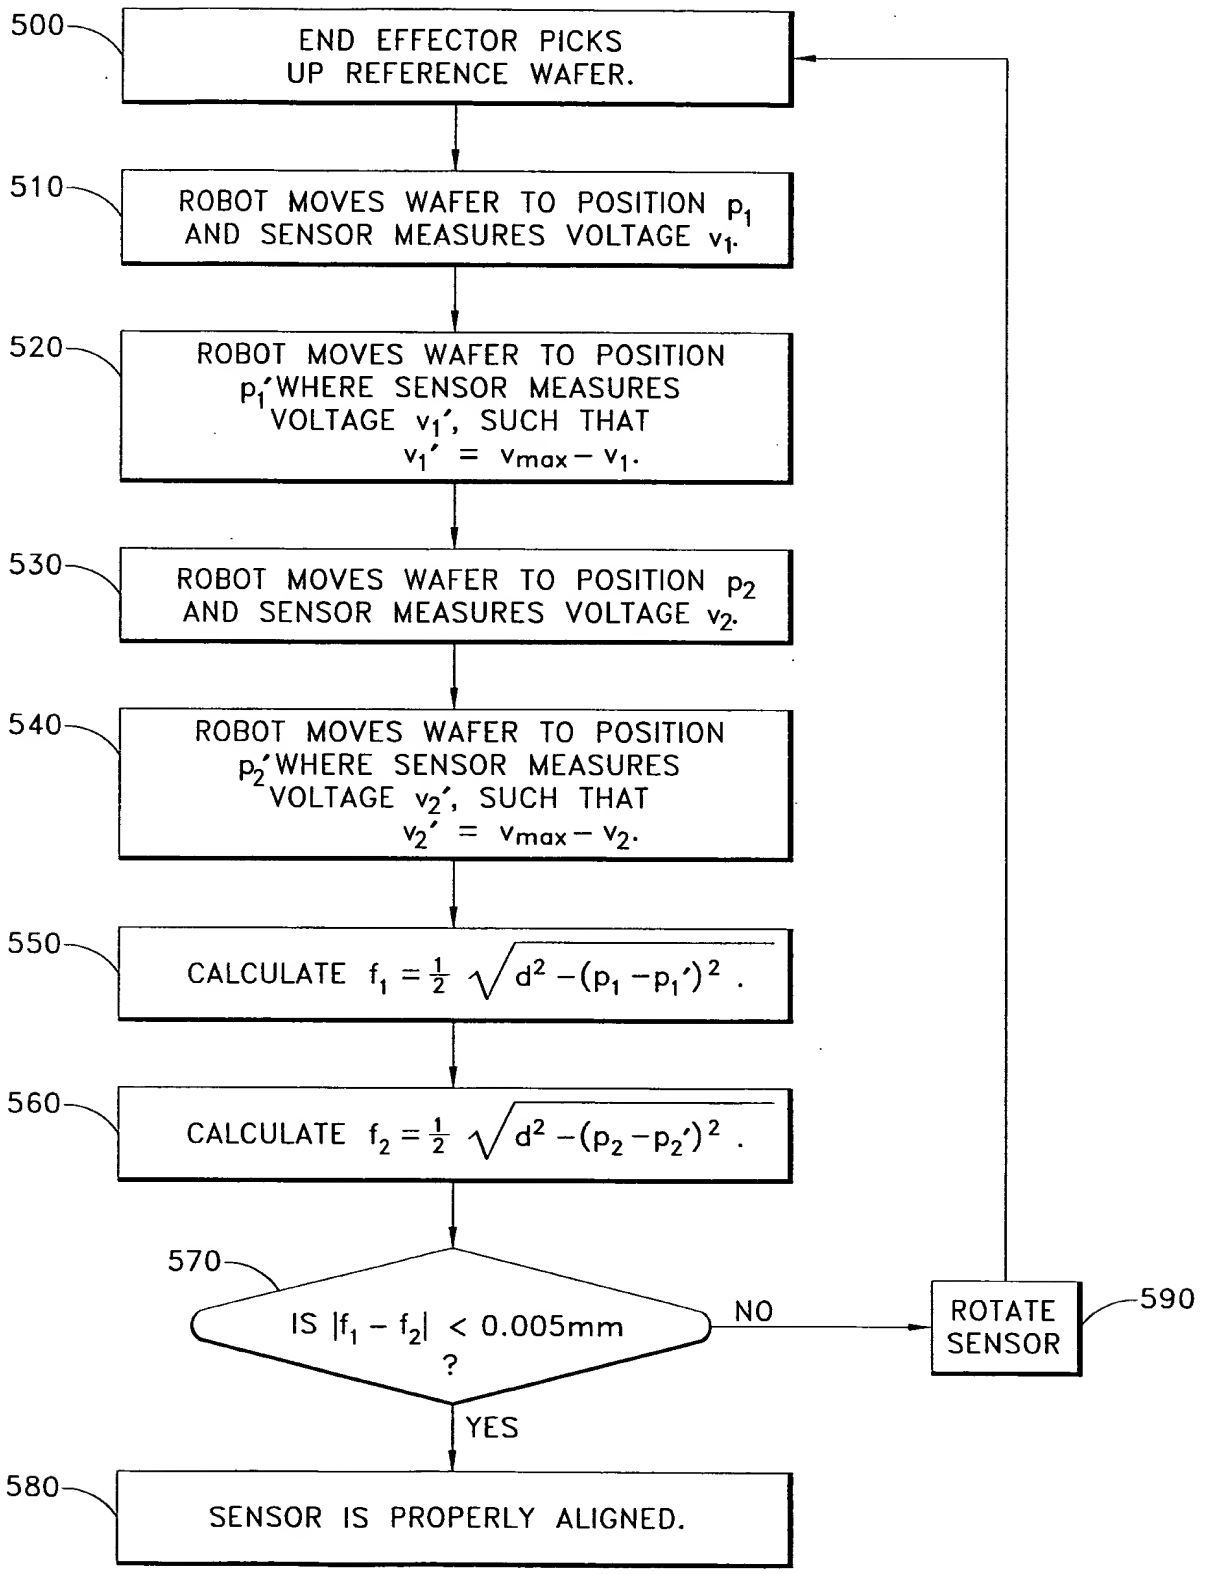 500
END EFFECTOR PICKS
UP REFERENCE WAFER.
510
ROBOT MOVES WAFER TO POSITION p₁
AND SENSOR MEASURES VOLTAGE v₁.
520
ROBOT MOVES WAFER TO POSITION
p₁′ WHERE SENSOR MEASURES
VOLTAGE v₁′, SUCH THAT
v₁′ = vmax – v₁.
530
ROBOT MOVES WAFER TO POSITION p₂
AND SENSOR MEASURES VOLTAGE v₂.
540
ROBOT MOVES WAFER TO POSITION
p₂′ WHERE SENSOR MEASURES
VOLTAGE v₂′, SUCH THAT
v₂′ = vmax – v₂.
550
CALCULATE f₁ = ½ √d² –(p₁ –p₁′)² .
560
CALCULATE f₂ = ½ √d² –(p₂ –p₂′)² .
570
IS |f₁ – f₂| < 0.005mm
?
NO
ROTATE
SENSOR
590
YES
580
SENSOR IS PROPERLY ALIGNED.